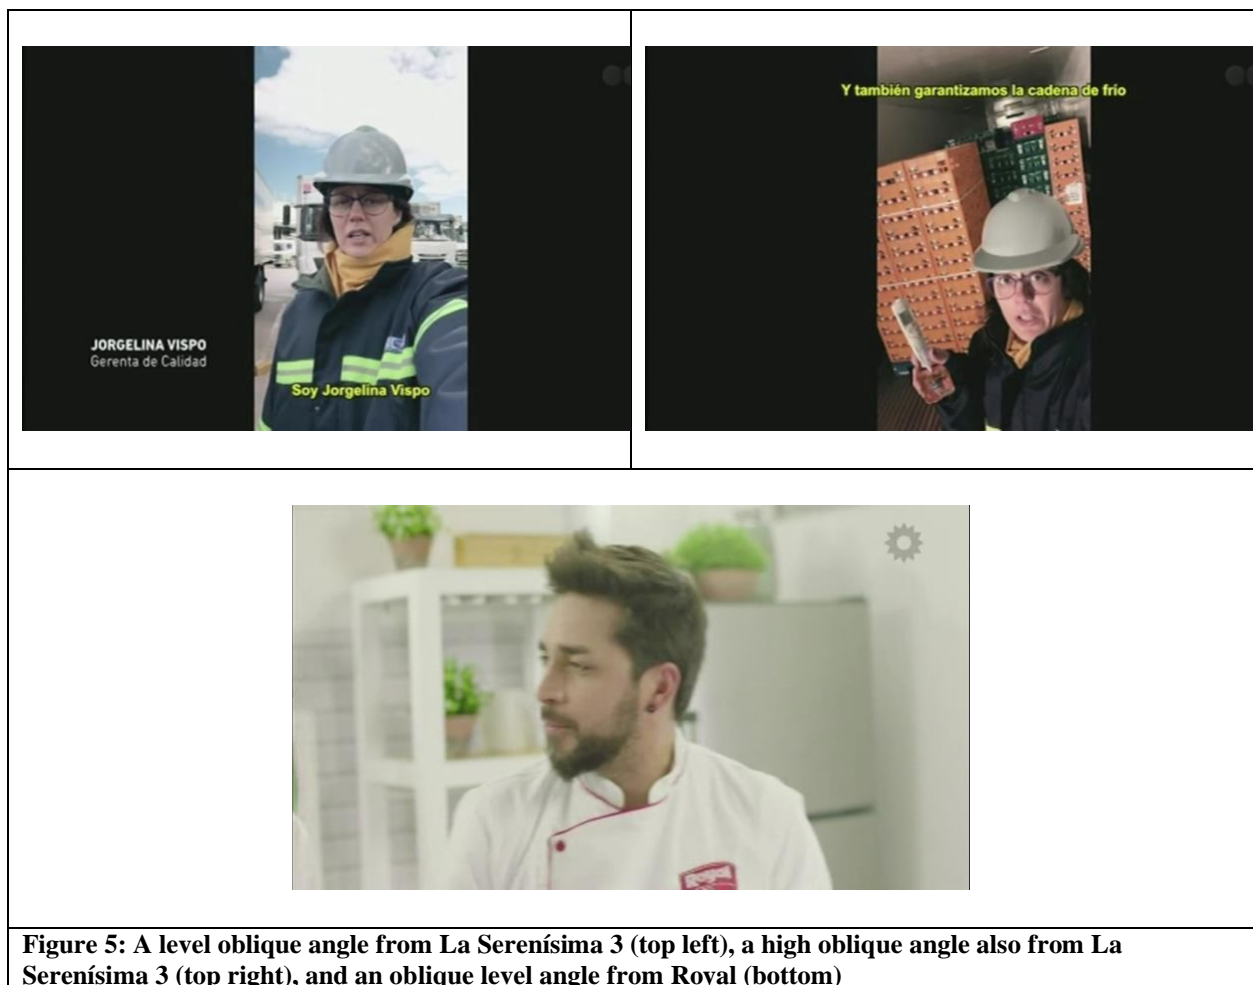 JORGELINA VISPO
Gerenta de Calidad
Soy Jorgelina Vispo
Y también garantizamos la cadena de frío
Royal
Figure 5: A level oblique angle from La Serenísima 3 (top left), a high oblique angle also from La
Serenísima 3 (top right), and an oblique level angle from Royal (bottom)